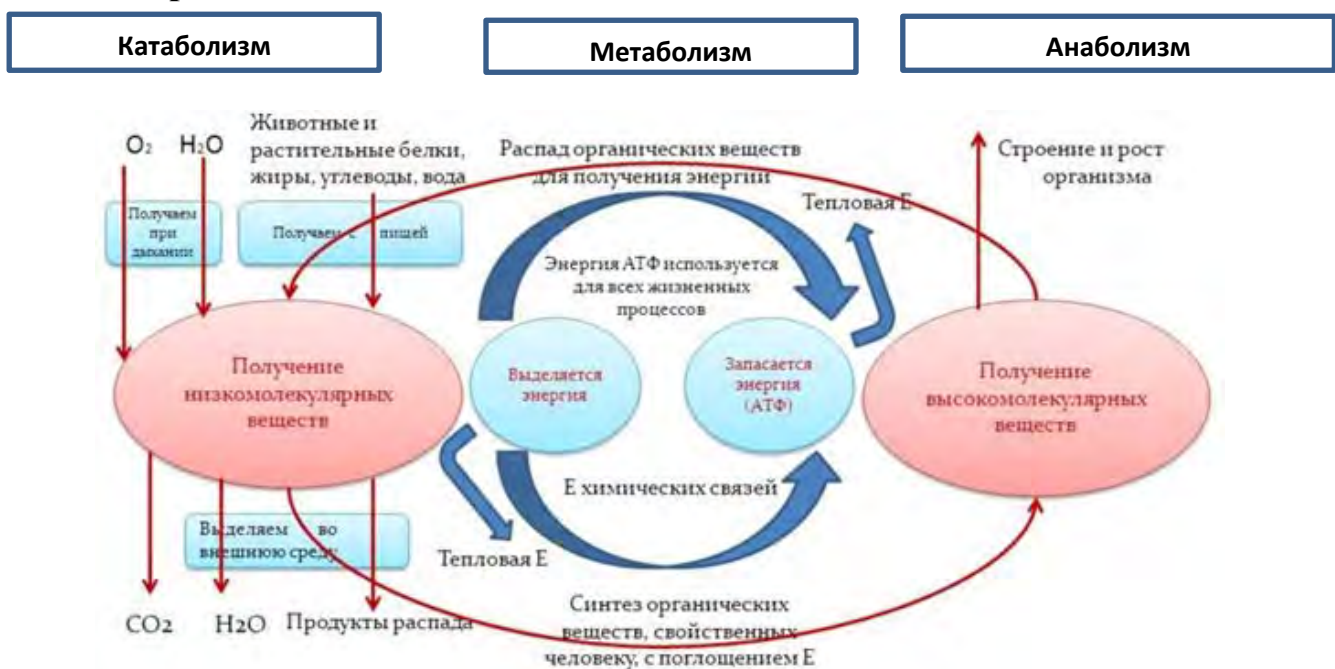 Катаболизм
Метаболизм
Анаболизм
O₂ H₂O
Животные и
растительные белки,
жиры, углеводы, вода
Распад органических веществ
для получения энергии
Строение и рост
организма
Тепловая Е
Получаем
при
дыхании
Получаем с пищей
Энергия АТФ используется
для всех жизненных
процессов
Получение
низкомолекулярных
веществ
Выделяется
энергия
Запасается
энергия
(АТФ)
Получение
высокомолекулярных
веществ
Е химических связей
Выделяем во
внешнюю среду
Тепловая Е
CO2 H2O Продукты распада
Синтез органических
веществ, свойственных
человеку, с поглощением Е